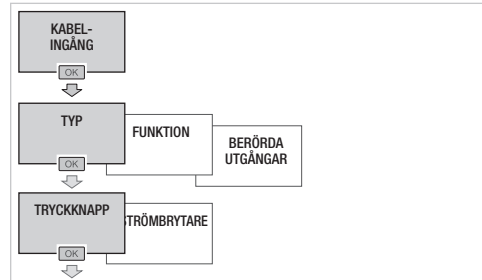 KABEL-
INGÅNG
OK
TYP
FUNKTION
BERÖRDA
UTGÅNGAR
OK
TRYCKKNAPP
STRÖMBRYTARE
OK